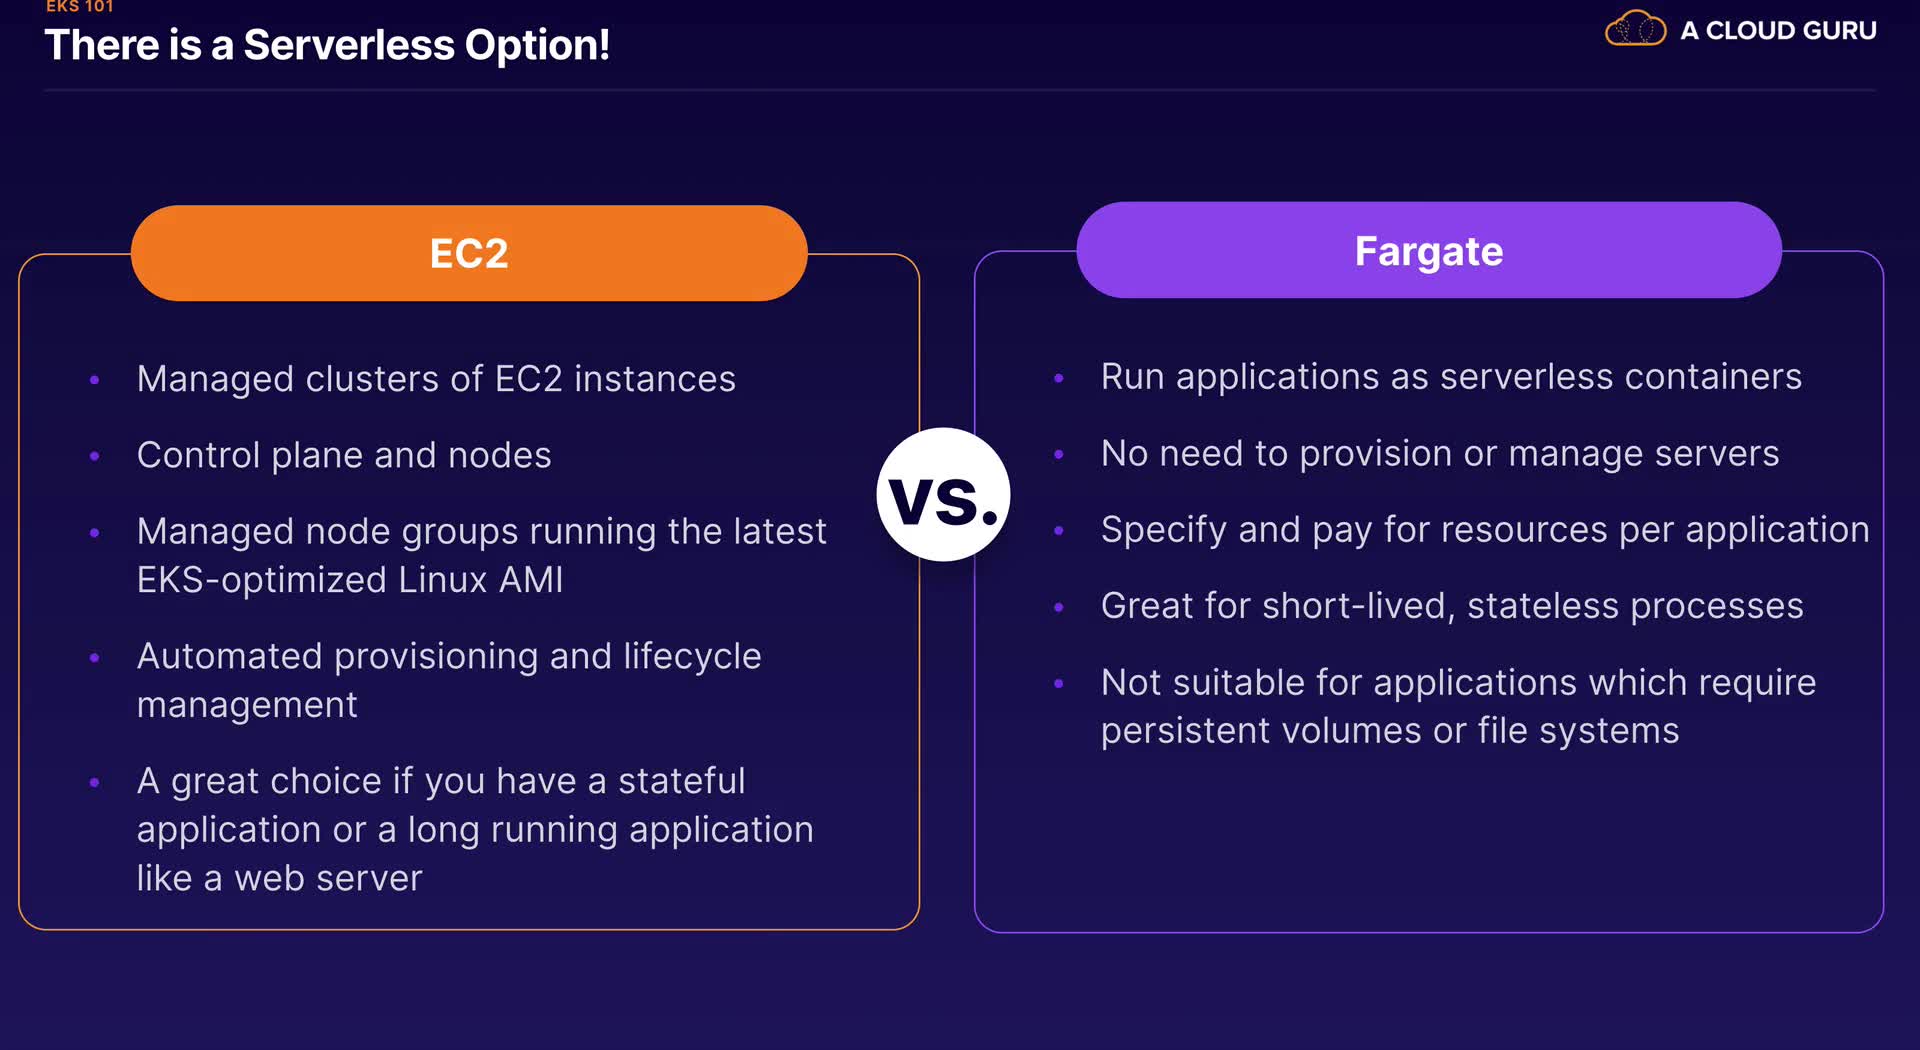 EKS 101
There is a Serverless Option!
A CLOUD GURU
EC2
Managed clusters of EC2 instances
Control plane and nodes
Managed node groups running the latest
EKS-optimized Linux AMI
Automated provisioning and lifecycle
management
A great choice if you have a stateful
application or a long running application
like a web server
vs.
Fargate
Run applications as serverless containers
No need to provision or manage servers
Specify and pay for resources per application
Great for short-lived, stateless processes
Not suitable for applications which require
persistent volumes or file systems